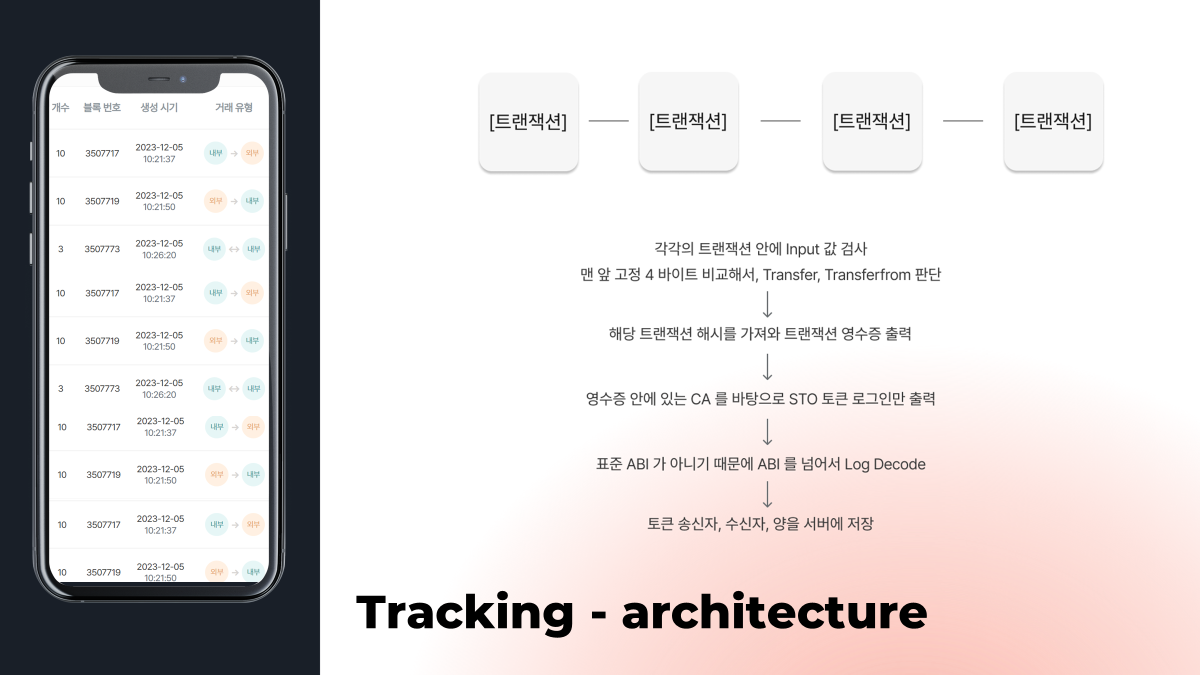 개수 블록 번호 생성 시기 거래 유형
10 3507717 2023-12-05 10:21:37 내부 → 외부
10 3507719 2023-12-05 10:21:50 외부 → 내부
3 3507773 2023-12-05 10:26:20 내부 ↔ 내부
10 3507717 2023-12-05 10:21:37 내부 → 외부
10 3507719 2023-12-05 10:21:50 외부 → 내부
3 3507773 2023-12-05 10:26:20 내부 ↔ 내부
10 3507717 2023-12-05 10:21:37 내부 → 외부
10 3507719 2023-12-05 10:21:50 외부 → 내부
10 3507717 2023-12-05 10:21:37 내부 → 외부
10 3507719 2023-12-05 10:21:50 외부 → 내부
[트랜잭션] [트랜잭션] [트랜잭션] [트랜잭션]
각각의 트랜잭션 안에 Input 값 검사
맨 앞 고정 4 바이트 비교해서, Transfer, Transferfrom 판단
해당 트랜잭션 해시를 가져와 트랜잭션 영수증 출력
영수증 안에 있는 CA 를 바탕으로 STO 토큰 로그인만 출력
표준 ABI 가 아니기 때문에 ABI 를 넘어서 Log Decode
토큰 송신자, 수신자, 양을 서버에 저장
Tracking - architecture